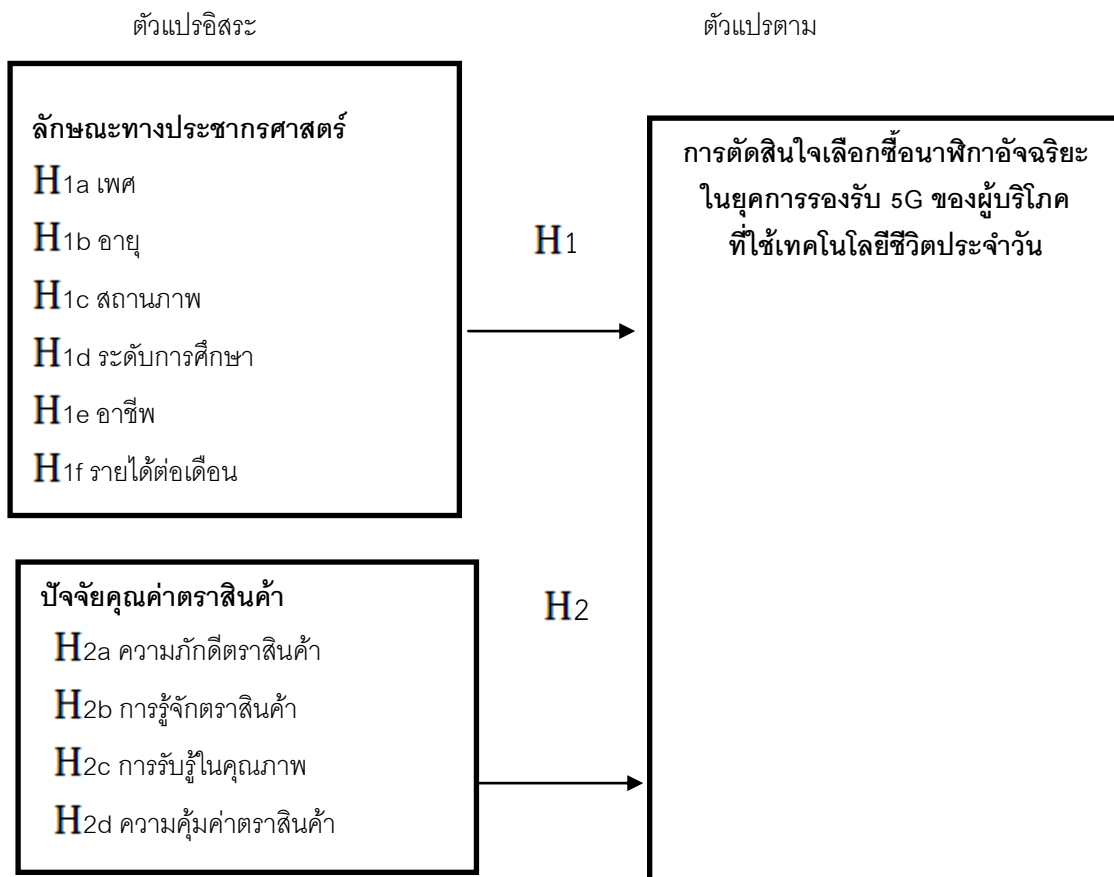 ตัวแปรอิสระ
ตัวแปรตาม
ลักษณะทางประชากรศาสตร์
H1a เพศ
H1b อายุ
H1c สถานภาพ
H1d ระดับการศึกษา
H1e อาชีพ
H1f รายได้ต่อเดือน
H1
การตัดสินใจเลือกซื้อนาฬิกาอัจฉริยะ
ในยุคการรองรับ 5G ของผู้บริโภค
ที่ใช้เทคโนโลยีชีวิตประจำวัน
ปัจจัยคุณค่าตราสินค้า
H2a ความภักดีตราสินค้า
H2b การรู้จักตราสินค้า
H2c การรับรู้ในคุณภาพ
H2d ความคุ้มค่าตราสินค้า
H2